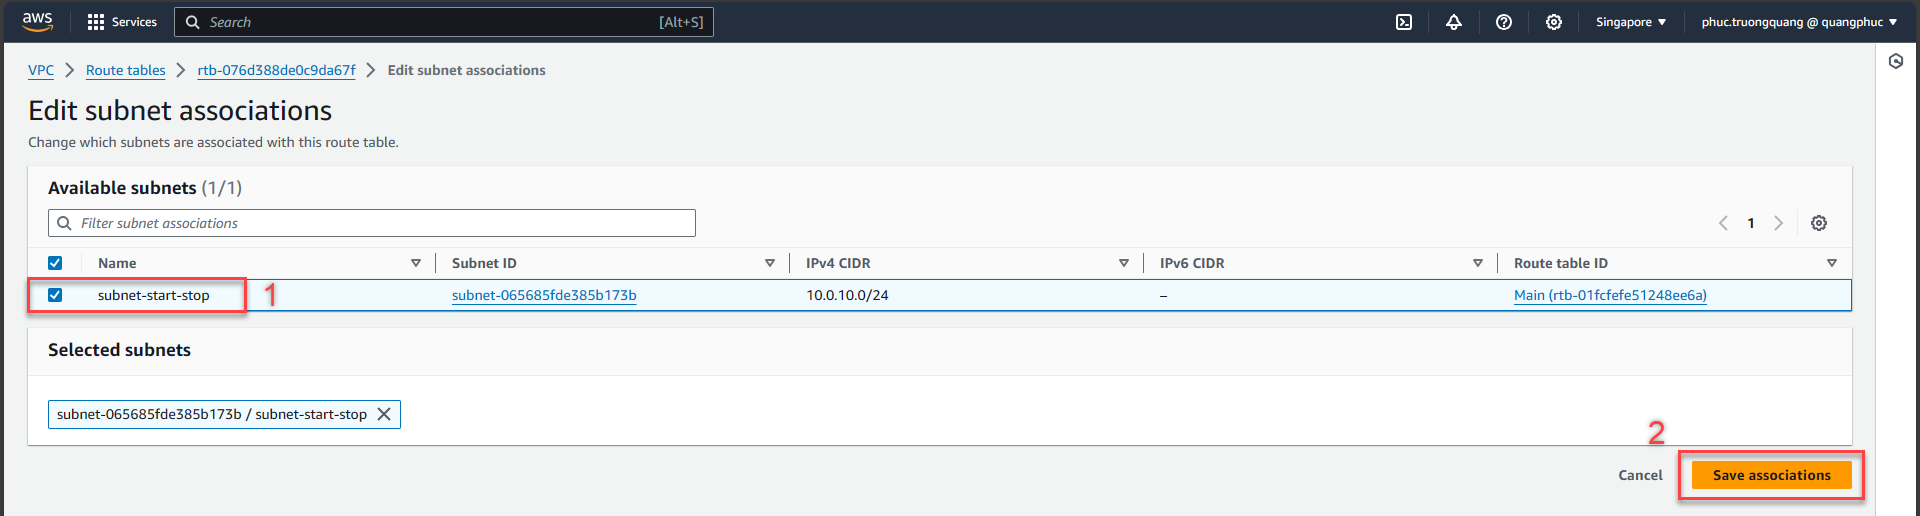 aws Services Search [Alt+S] Singapore phuc.truongquang @ quangphuc
VPC Route tables rtb-076d388de0c9da67f Edit subnet associations
Edit subnet associations
Change which subnets are associated with this route table.
Available subnets (1/1)
Filter subnet associations 1
Name Subnet ID IPv4 CIDR IPv6 CIDR Route table ID
subnet-start-stop 1 subnet-065685fde385b173b 10.0.10.0/24 – Main (rtb-01fcfefe51248ee6a)
Selected subnets
subnet-065685fde385b173b / subnet-start-stop
2
Cancel Save associations